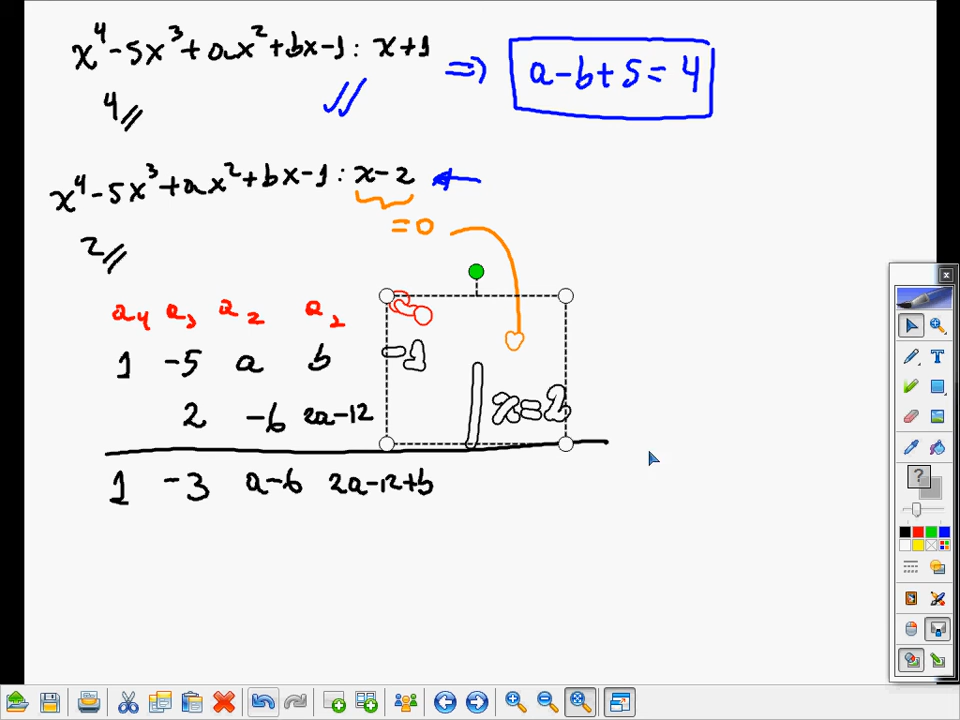 x⁴-5x³+ax²+bx-1 : x+1 => a-b+5=4
4
x⁴-5x³+ax²+bx-1 : x-2
=0
2
a₄ a₃ a₂ a₁
1 -5 a b -1
2 -6 2a-12 x=2
1 -3 a-6 2a-12+b